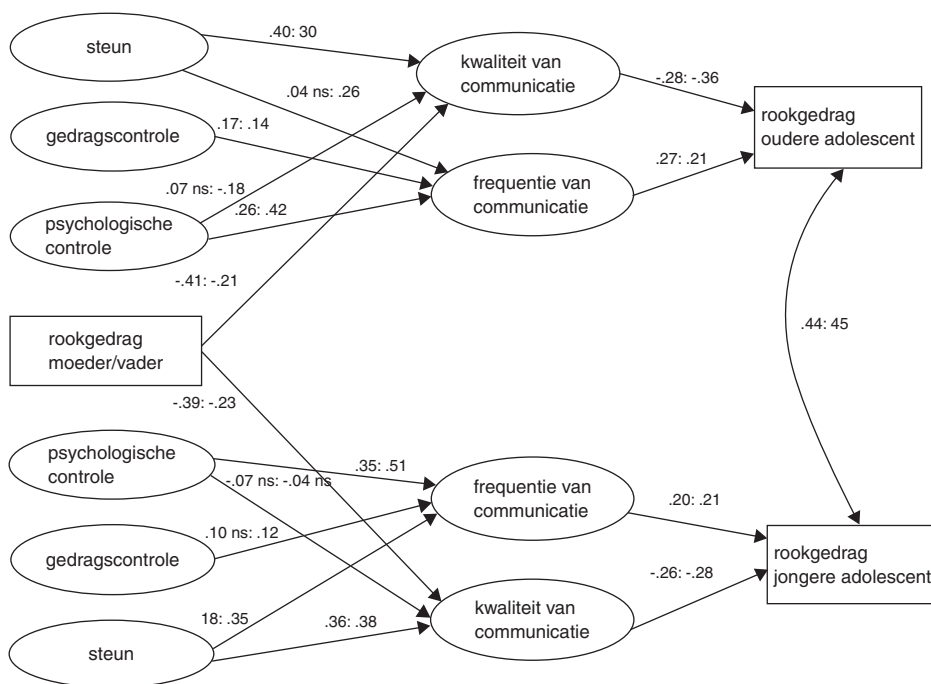 steun
.40: 30
kwaliteit van
communicatie
-.28: -.36
.04 ns: .26
rookgedrag
oudere adolescent
gedragscontrole
.17: .14
.27: .21
frequentie van
communicatie
.07 ns: -.18
.26: .42
psychologische
controle
-.41: -.21
rookgedrag
moeder/vader
.44: 45
-.39: -.23
psychologische
controle
.35: .51
-.07 ns: -.04 ns
frequentie van
communicatie
.20: .21
.10 ns: .12
gedragscontrole
rookgedrag
jongere adolescent
-.26: -.28
18: .35
.36: .38
kwaliteit van
communicatie
steun